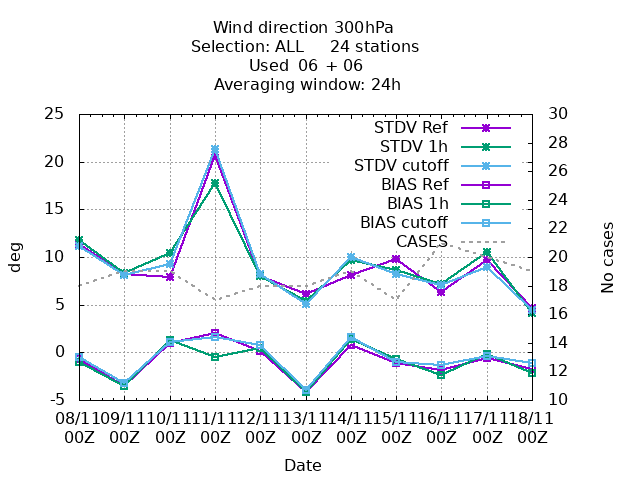 Wind direction 300hPa
Selection: ALL 24 stations
Used 06 + 06
Averaging window: 24h
25
20
15
10
5
0
-5
deg
30
28
26
24
22
20
18
16
14
12
10
No cases
STDV Ref
STDV 1h
STDV cutoff
BIAS Ref
BIAS 1h
BIAS cutoff
CASES
08/11 09/11 10/11 11/11 12/11 13/11 14/11 15/11 16/11 17/11 18/11
00Z 00Z 00Z 00Z 00Z 00Z 00Z 00Z 00Z 00Z 00Z
Date